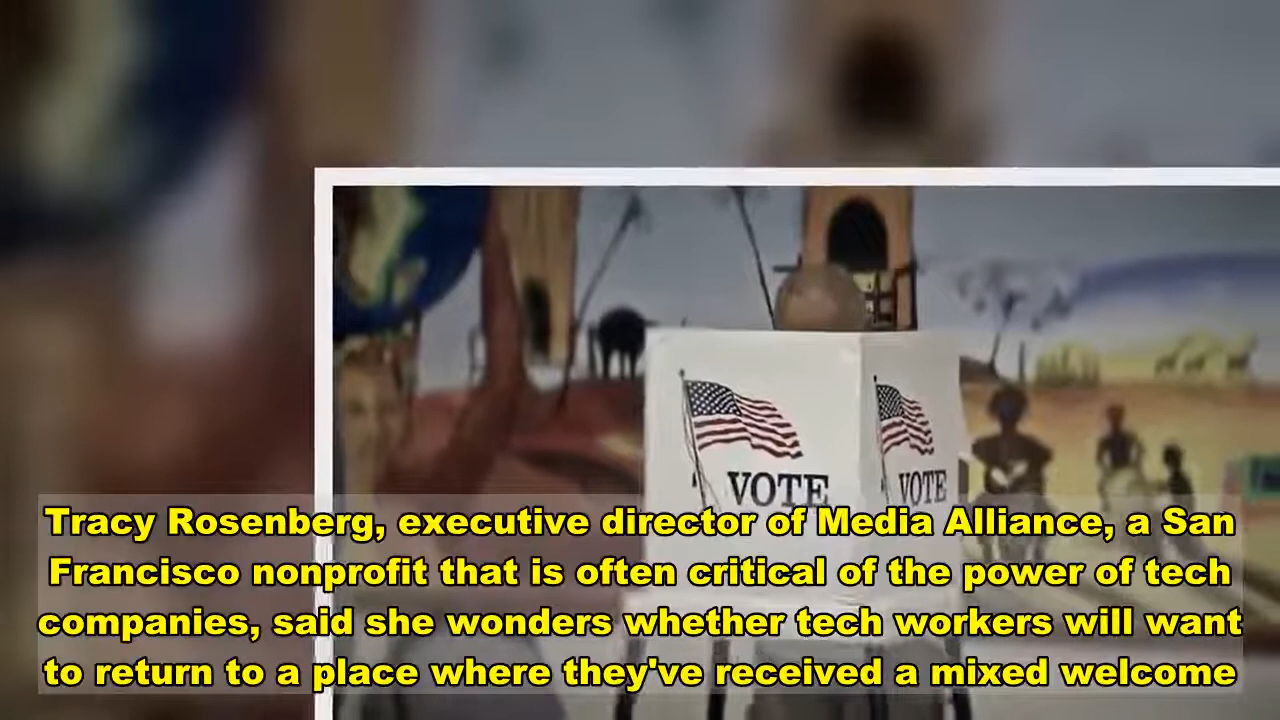 VOTE
VOTE
Tracy Rosenberg, executive director of Media Alliance, a San
Francisco nonprofit that is often critical of the power of tech
companies, said she wonders whether tech workers will want
to return to a place where they've received a mixed welcome